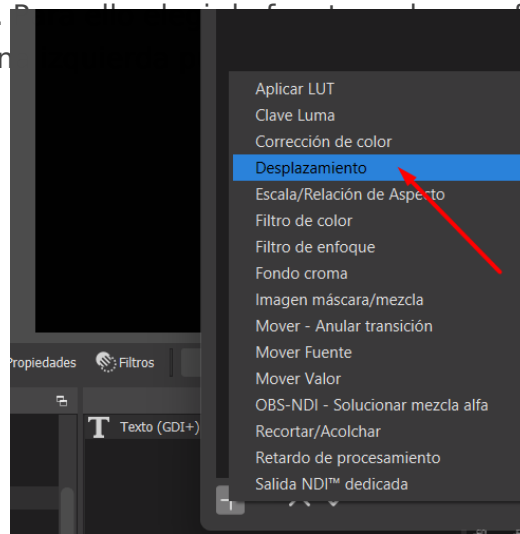 Aplicar LUT
Clave Luma
Corrección de color
Desplazamiento
Escala/Relación de Aspecto
Filtro de color
Filtro de enfoque
Fondo croma
Imagen máscara/mezcla
Mover - Anular transición
Mover Fuente
Mover Valor
OBS-NDI - Solucionar mezcla alfa
Recortar/Acolchar
Retardo de procesamiento
Salida NDI™ dedicada
Propiedades Filtros
T Texto (GDI+)